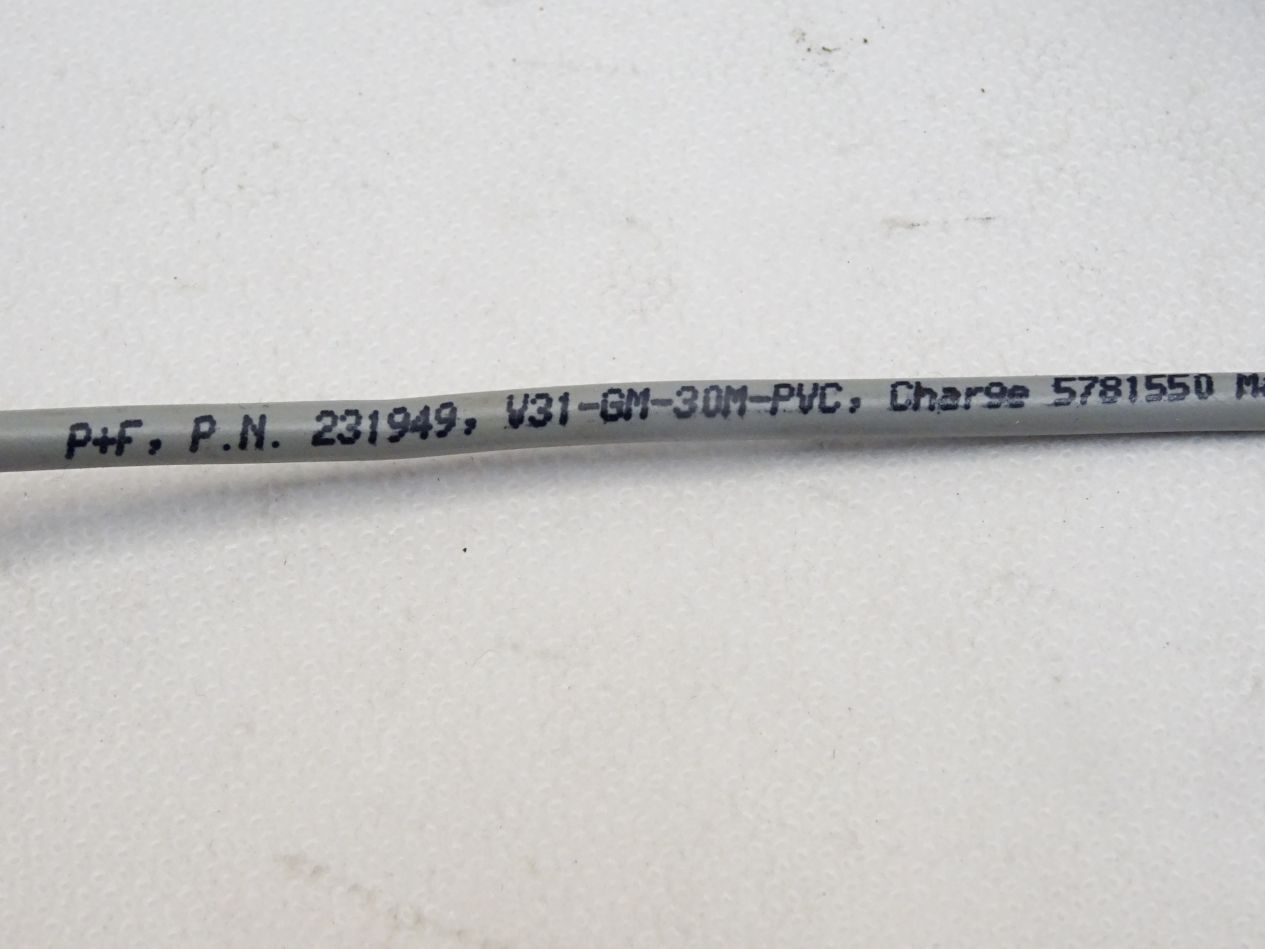 P+F, P.N. 231949, V31-GM-30M-PVC, Charge 5781550